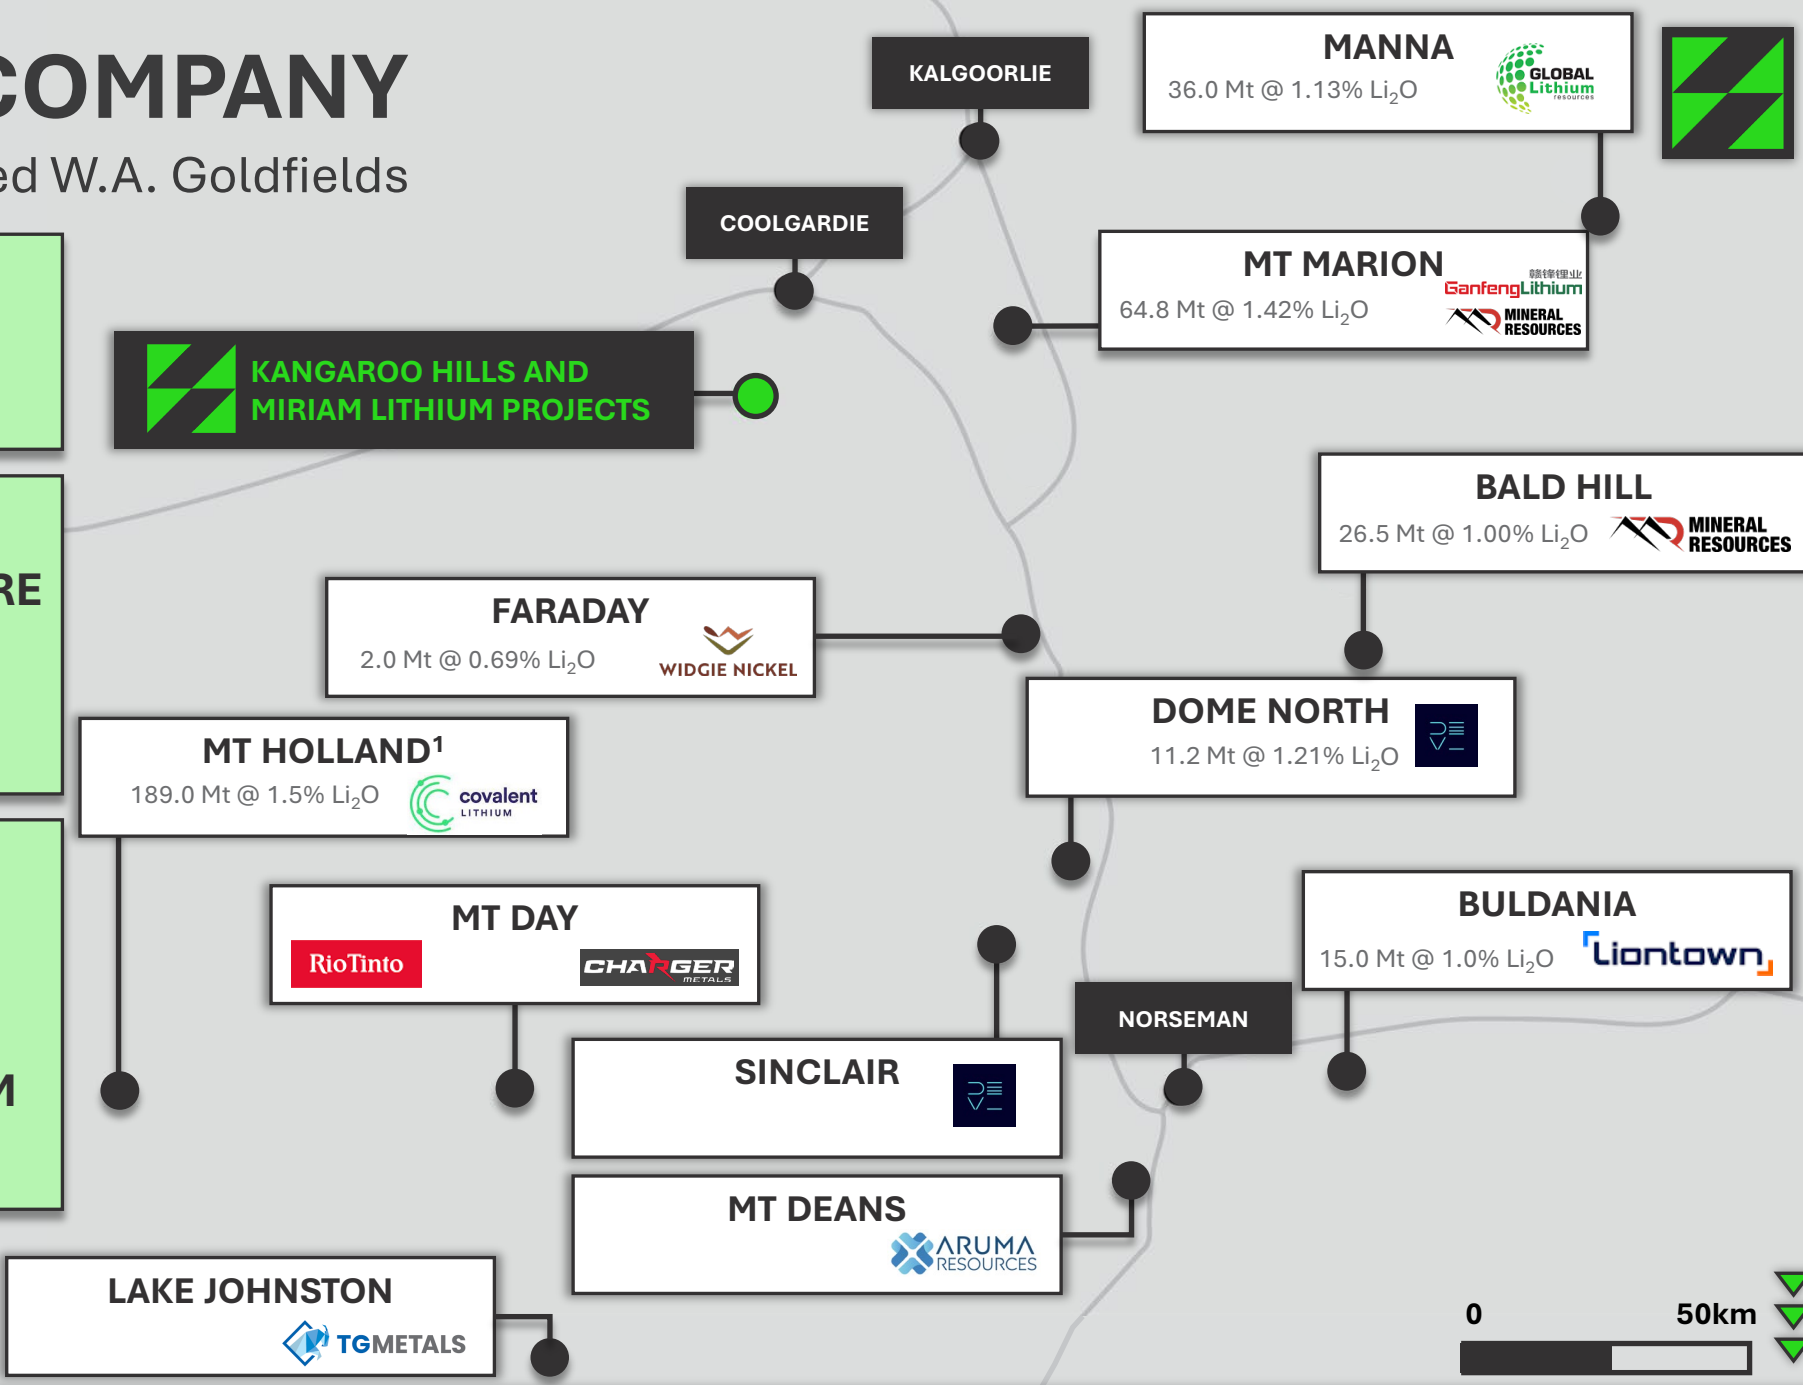 COMPANY
ed W.A. Goldfields
KALGOORLIE
MANNA
36.0 Mt @ 1.13% Li₂O
GLOBAL
Lithium
resources
COOLGARDIE
MT MARION
64.8 Mt @ 1.42% Li₂O
赣锋锂业
GanfengLithium
MINERAL
RESOURCES
KANGAROO HILLS AND
MIRIAM LITHIUM PROJECTS
BALD HILL
26.5 Mt @ 1.00% Li₂O
MINERAL
RESOURCES
RE
FARADAY
2.0 Mt @ 0.69% Li₂O
WIDGIE NICKEL
DOME NORTH
11.2 Mt @ 1.21% Li₂O
MT HOLLAND¹
189.0 Mt @ 1.5% Li₂O
covalent
LITHIUM
MT DAY
RioTinto
CHARGER
METALS
BULDANIA
15.0 Mt @ 1.0% Li₂O
Liontown
NORSEMAN
M
SINCLAIR
MT DEANS
ARUMA
RESOURCES
LAKE JOHNSTON
TGMETALS
0 50km